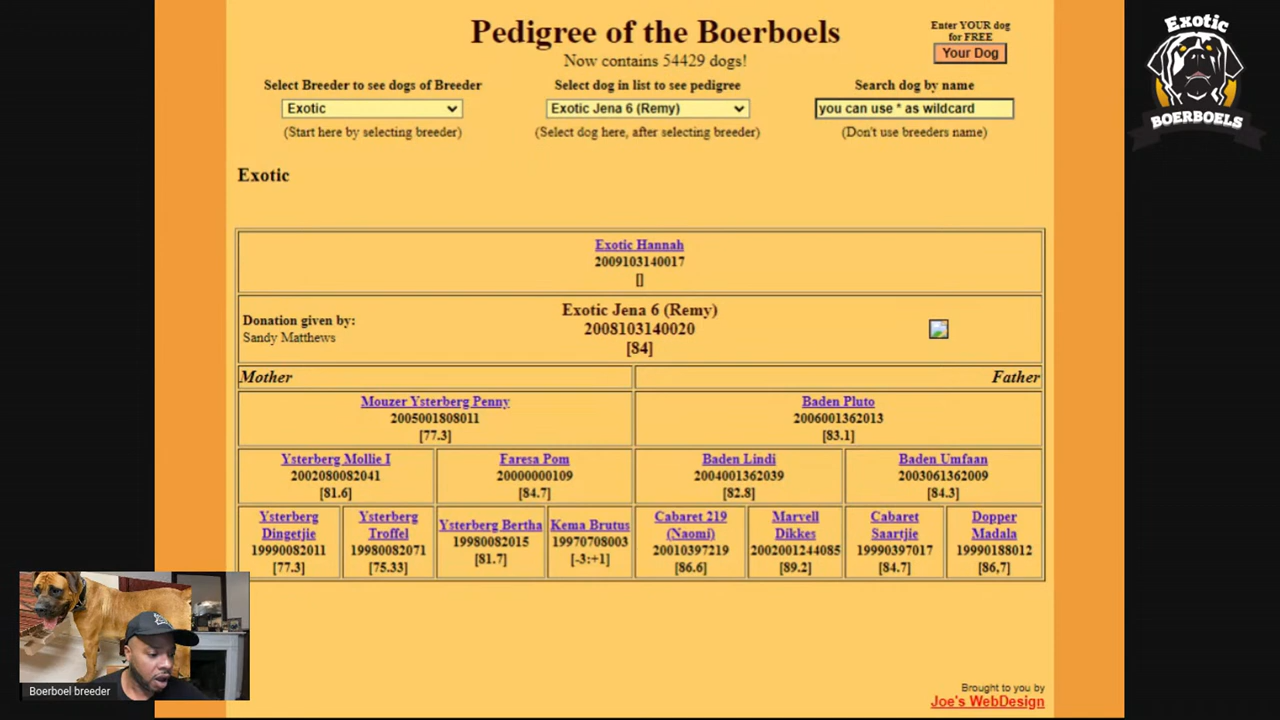 Pedigree of the Boerboels
Now contains 54429 dogs!
Enter YOUR dog
for FREE
Your Dog
Select Breeder to see dogs of Breeder
Select dog in list to see pedigree
Search dog by name
Exotic
Exotic Jena 6 (Remy)
you can use * as wildcard
(Start here by selecting breeder)
(Select dog here, after selecting breeder)
(Don't use breeders name)
Exotic
BOERBOELS
Exotic
Exotic Hannah
2009103140017
[]
Donation given by:
Sandy Matthews
Exotic Jena 6 (Remy)
2008103140020
[84]
Mother
Father
Mouzer Ysterberg Penny
2005001808011
[77.3]
Baden Pluto
2006001362013
[83.1]
Ysterberg Mollie I
2002080082041
[81.6]
Faresa Pom
20000000109
[84.7]
Baden Lindi
2004001362039
[82.8]
Baden Umfaan
2003061362009
[84.3]
Ysterberg
Dingetjie
19990082011
[77.3]
Ysterberg
Troffel
19980082071
[75.33]
Ysterberg Bertha
19980082015
[81.7]
Kema Brutus
19970708003
[-3:+1]
Cabaret 219
(Naomi)
20010397219
[86.6]
Marvell
Dikkes
2002001244085
[89.2]
Cabaret
Saartjie
19990397017
[84.7]
Dopper
Madala
19990188012
[86,7]
Boerboel breeder
Brought to you by
Joe's WebDesign